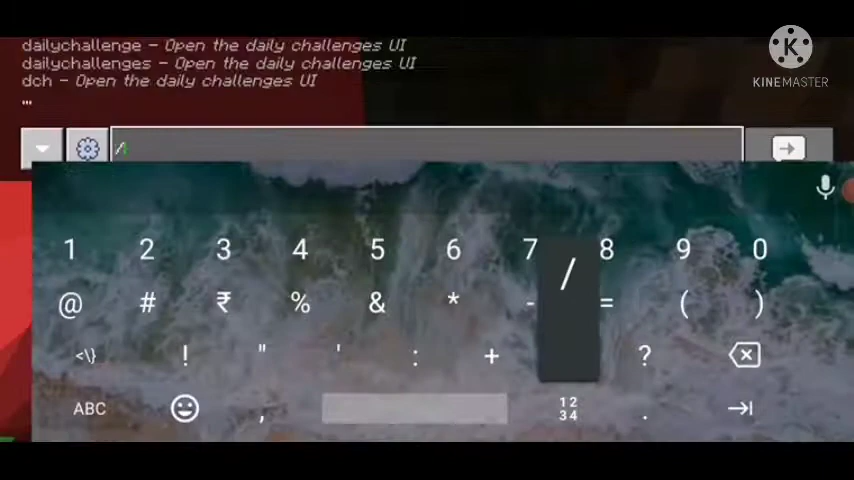 dailychallenge - Open the daily challenges UI
dailychallenges - Open the daily challenges UI
dch - Open the daily challenges UI
...
K
KINEMASTER
/
1 2 3 4 5 6 7 8 9 0
/
@ # ₹ % & * - = ( )
<\} ! " ' : + ?
ABC , 12 34 .